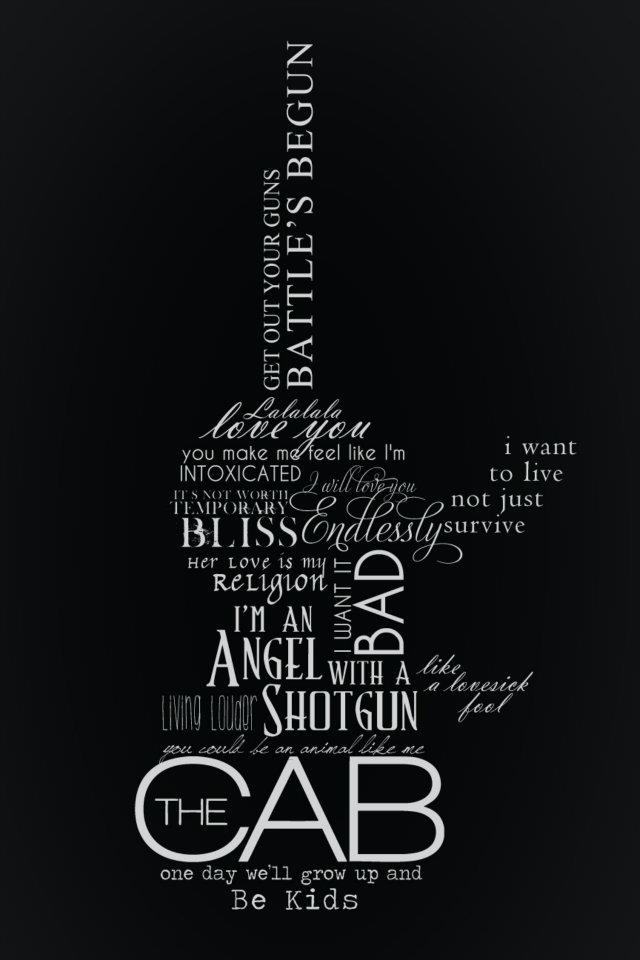 GET OUT YOUR GUNS
BATTLE'S BEGUN
Lalalala
love you
you make me feel like I'm
INTOXICATED
I will love you
Endlessly
IT'S NOT WORTH
TEMPORARY
BLISS
i want
to live
not just
survive
Her Love is my
Religion
I WANT IT
BAD
I'M AN
ANGEL
WITH A
SHOTGUN
like
a lovesick
fool
Living Louder
you could be an animal like me
THE
CAB
one day we'll grow up and
Be Kids